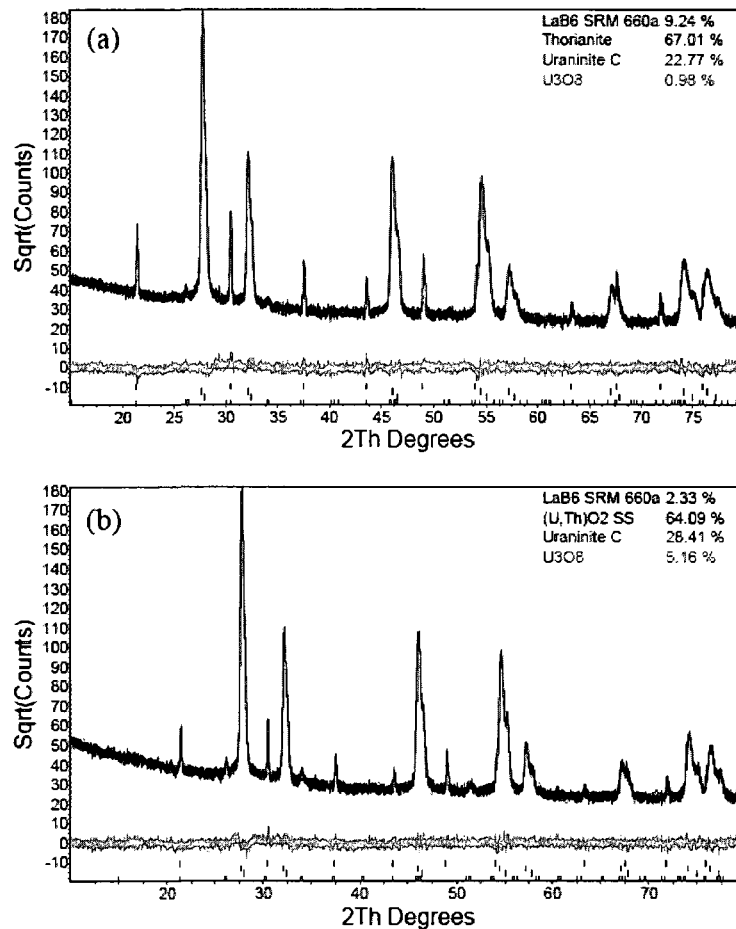 (a)
LaB6 SRM 660a 9.24 %
Thorianite 67.01 %
Uraninite C 22.77 %
U3O8 0.98 %
Sqrt(Counts)
180
170
160
150
140
130
120
110
100
90
80
70
60
50
40
30
20
10
0
-10
20 25 30 35 40 45 50 55 60 65 70 75
2Th Degrees
(b)
LaB6 SRM 660a 2.33 %
(U,Th)O2 SS 64.09 %
Uraninite C 28.41 %
U3O8 5.16 %
Sqrt(Counts)
180
170
160
150
140
130
120
110
100
90
80
70
60
50
40
30
20
10
0
-10
20 30 40 50 60 70
2Th Degrees